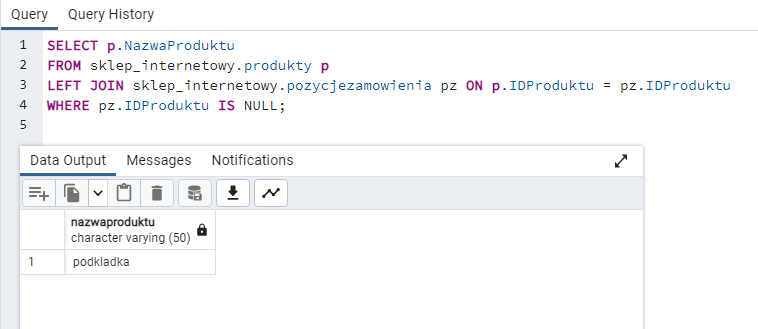 Query Query History
1 SELECT p.NazwaProduktu
2 FROM sklep_internetowy.produkty p
3 LEFT JOIN sklep_internetowy.pozycjezamowienia pz ON p.IDProduktu = pz.IDProduktu
4 WHERE pz.IDProduktu IS NULL;
5
Data Output Messages Notifications
nazwaproduktu
character varying (50)
1 podkladka